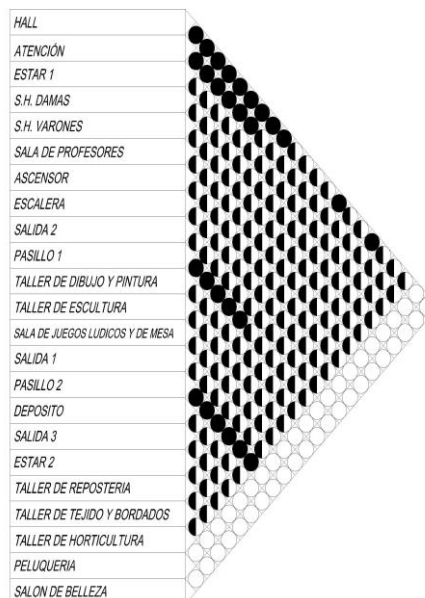 HALL
ATENCIÓN
ESTAR 1
S.H. DAMAS
S.H. VARONES
SALA DE PROFESORES
ASCENSOR
ESCALERA
SALIDA 2
PASILLO 1
TALLER DE DIBUJO Y PINTURA
TALLER DE ESCULTURA
SALA DE JUEGOS LUDICOS Y DE MESA
SALIDA 1
PASILLO 2
DEPOSITO
SALIDA 3
ESTAR 2
TALLER DE REPOSTERIA
TALLER DE TEJIDO Y BORDADOS
TALLER DE HORTICULTURA
PELUQUERIA
SALON DE BELLEZA